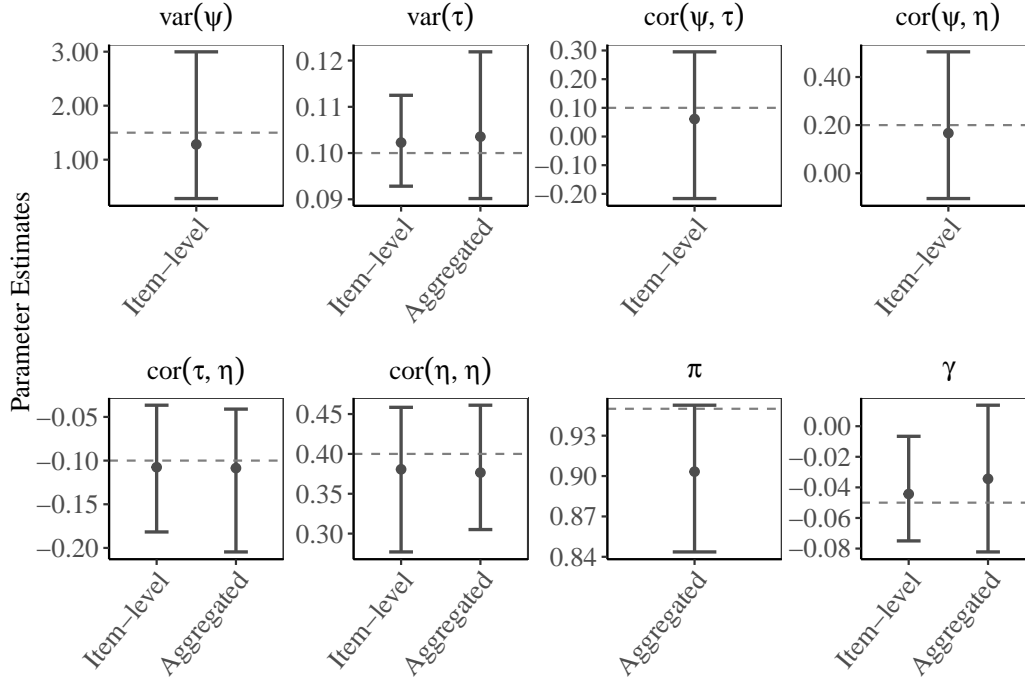 Parameter Estimates
var(ψ)
3.00
2.00
1.00
Item−level
var(τ)
0.12
0.11
0.10
0.09
Item−level
Aggregated
cor(ψ, τ)
0.30
0.20
0.10
0.00
−0.10
−0.20
Item−level
cor(ψ, η)
0.40
0.20
0.00
Item−level
cor(τ, η)
−0.05
−0.10
−0.15
−0.20
Item−level
Aggregated
cor(η, η)
0.45
0.40
0.35
0.30
Item−level
Aggregated
π
0.93
0.90
0.87
0.84
Aggregated
γ
0.00
−0.02
−0.04
−0.06
−0.08
Item−level
Aggregated